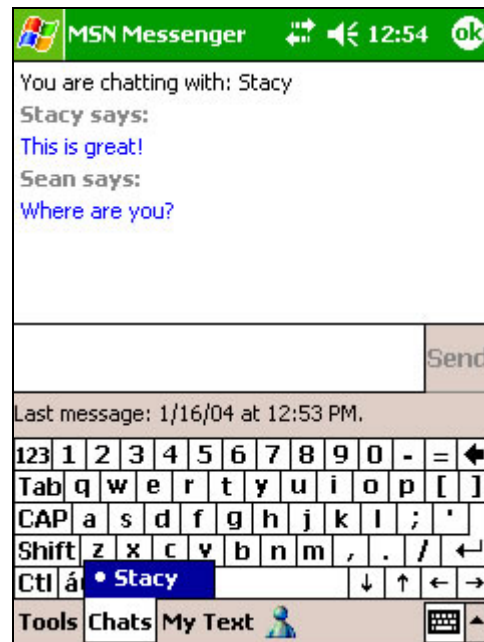 MSN Messenger 12:54 ok
You are chatting with: Stacy
Stacy says:
This is great!
Sean says:
Where are you?
Send
Last message: 1/16/04 at 12:53 PM.
123 1 2 3 4 5 6 7 8 9 0 - =
Tab q w e r t y u i o p [ ]
CAP a s d f g h j k l ; '
Shift z x c v b n m , . /
Ctl á
• Stacy
Tools Chats My Text